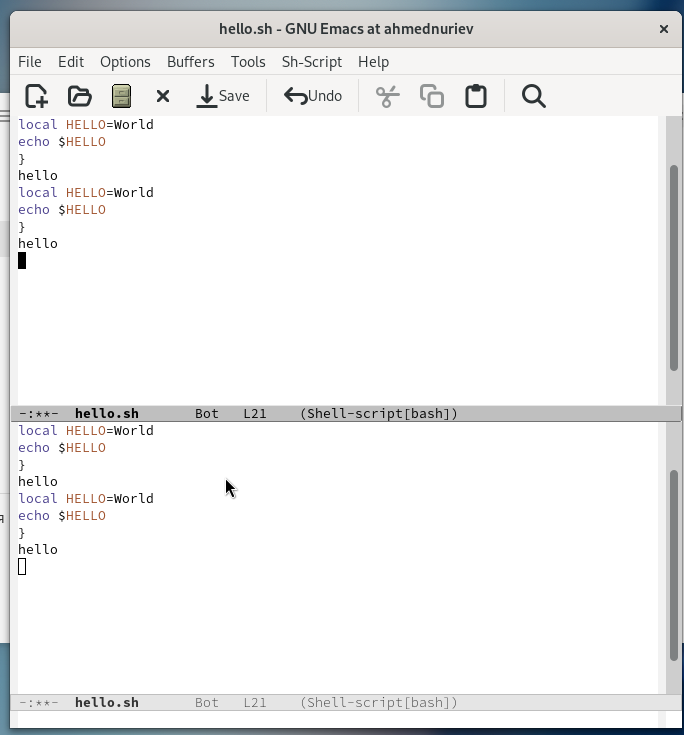 hello.sh - GNU Emacs at ahmednuriev
File Edit Options Buffers Tools Sh-Script Help
Save Undo
local HELLO=World
echo $HELLO
}
hello
local HELLO=World
echo $HELLO
}
hello
-:**- hello.sh Bot L21 (Shell-script[bash])
local HELLO=World
echo $HELLO
}
hello
local HELLO=World
echo $HELLO
}
hello
-:**- hello.sh Bot L21 (Shell-script[bash])
я